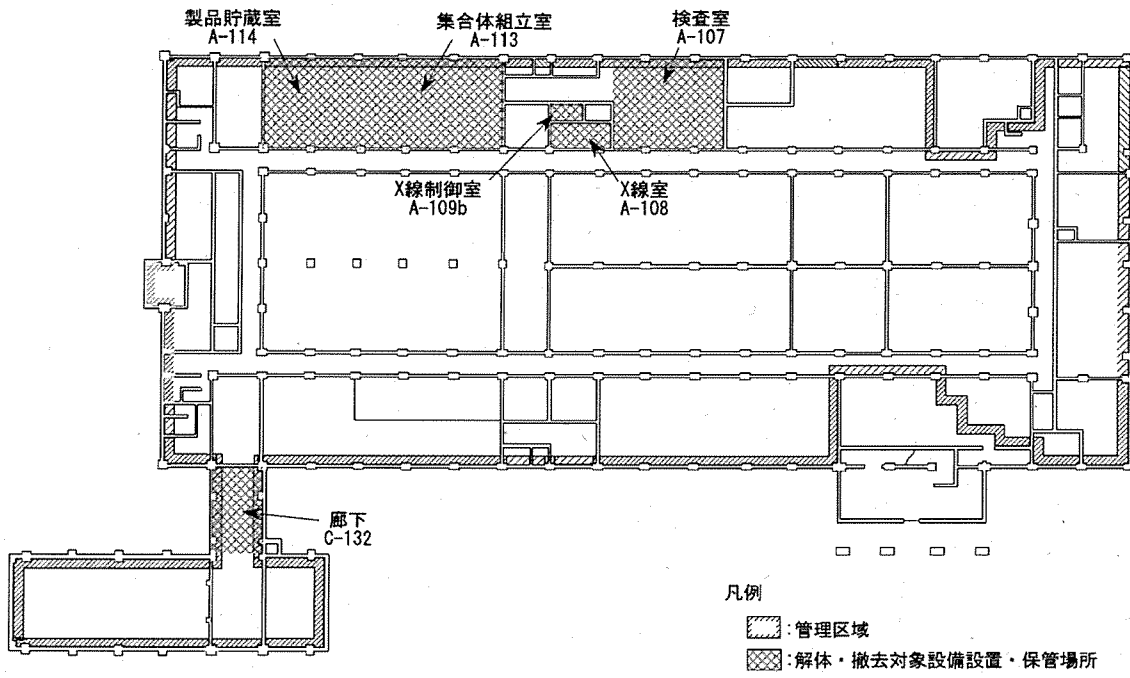 製品貯蔵室
A-114
集合体組立室
A-113
検査室
A-107
X線制御室
A-109b
X線室
A-108
廊下
C-132
凡例
:管理区域
:解体・撤去対象設備設置・保管場所